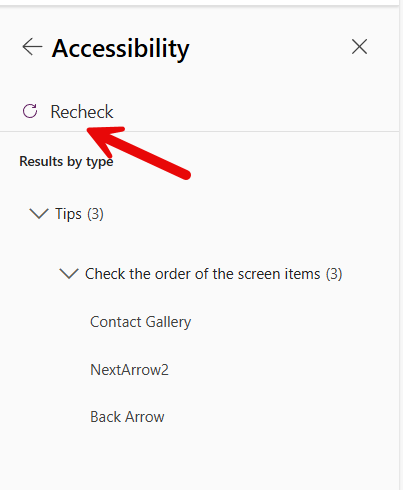 Accessibility
Recheck
Results by type
Tips (3)
Check the order of the screen items (3)
Contact Gallery
NextArrow2
Back Arrow